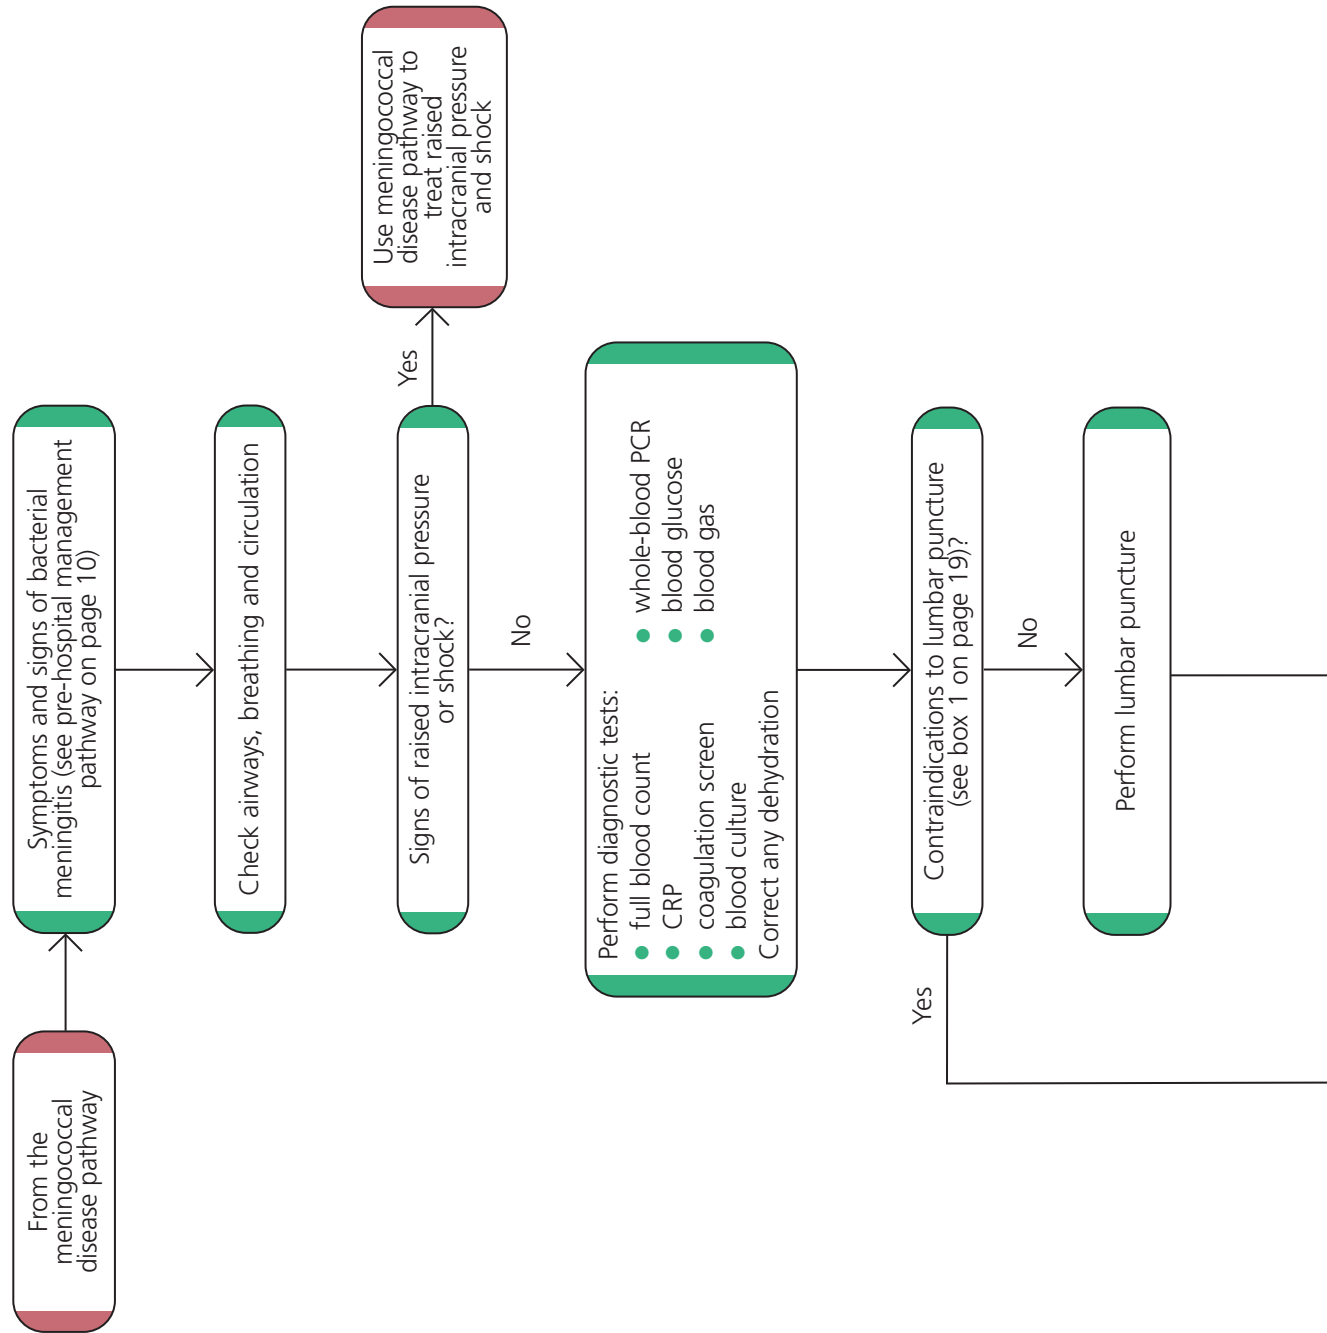 From the
meningococcal
disease pathway
Symptoms and signs of bacterial
meningitis (see pre-hospital management
pathway on page 10)
Check airways, breathing and circulation
Signs of raised intracranial pressure
or shock?
Yes
Use meningococcal
disease pathway to
treat raised
intracranial pressure
and shock
No
Perform diagnostic tests:
● full blood count
● CRP
● coagulation screen
● blood culture
● whole-blood PCR
● blood glucose
● blood gas
Correct any dehydration
Contraindications to lumbar puncture
(see box 1 on page 19)?
Yes
No
Perform lumbar puncture